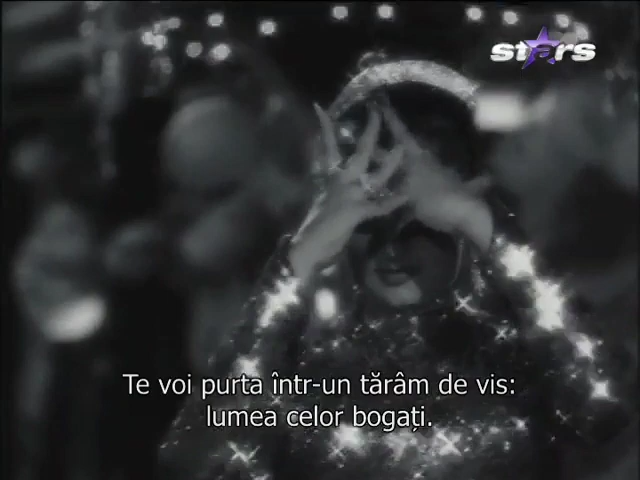 stars
Te voi purta într-un tărâm de vis:
lumea celor bogați.